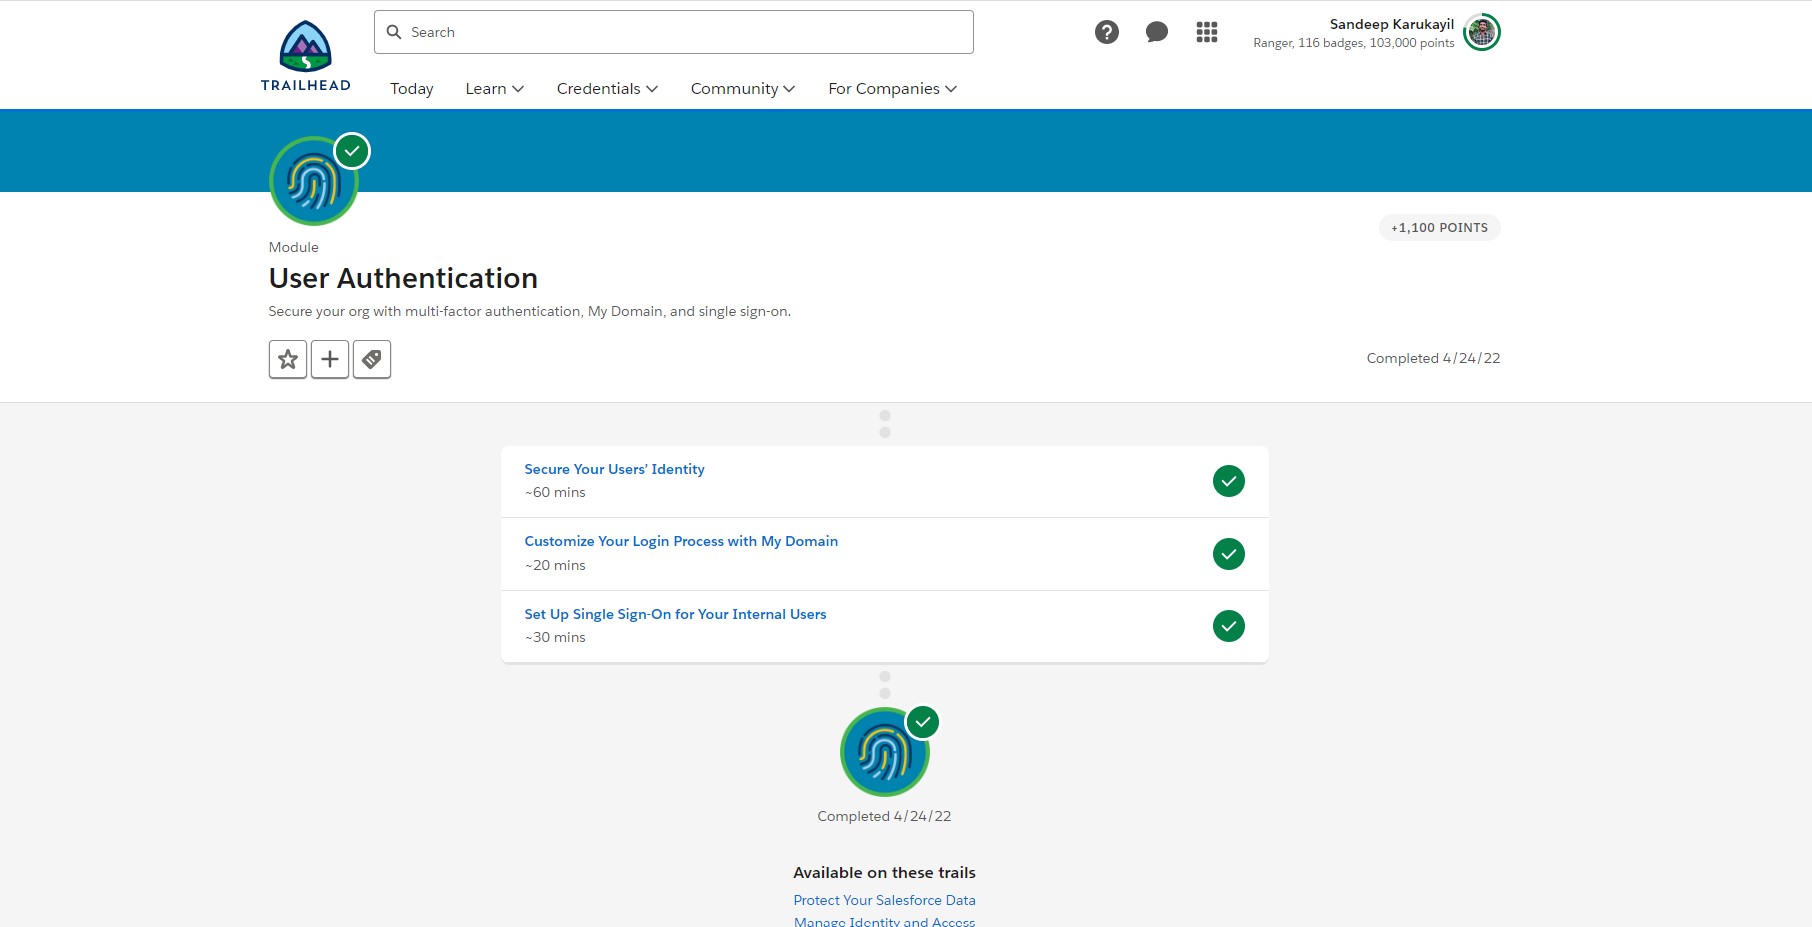 TRAILHEAD
Search
Sandeep Karukayil
Ranger, 116 badges, 103,000 points
Today
Learn
Credentials
Community
For Companies
+1,100 POINTS
Module
User Authentication
Secure your org with multi-factor authentication, My Domain, and single sign-on.
Completed 4/24/22
Secure Your Users’ Identity
~60 mins
Customize Your Login Process with My Domain
~20 mins
Set Up Single Sign-On for Your Internal Users
~30 mins
Completed 4/24/22
Available on these trails
Protect Your Salesforce Data
Manage Identity and Access